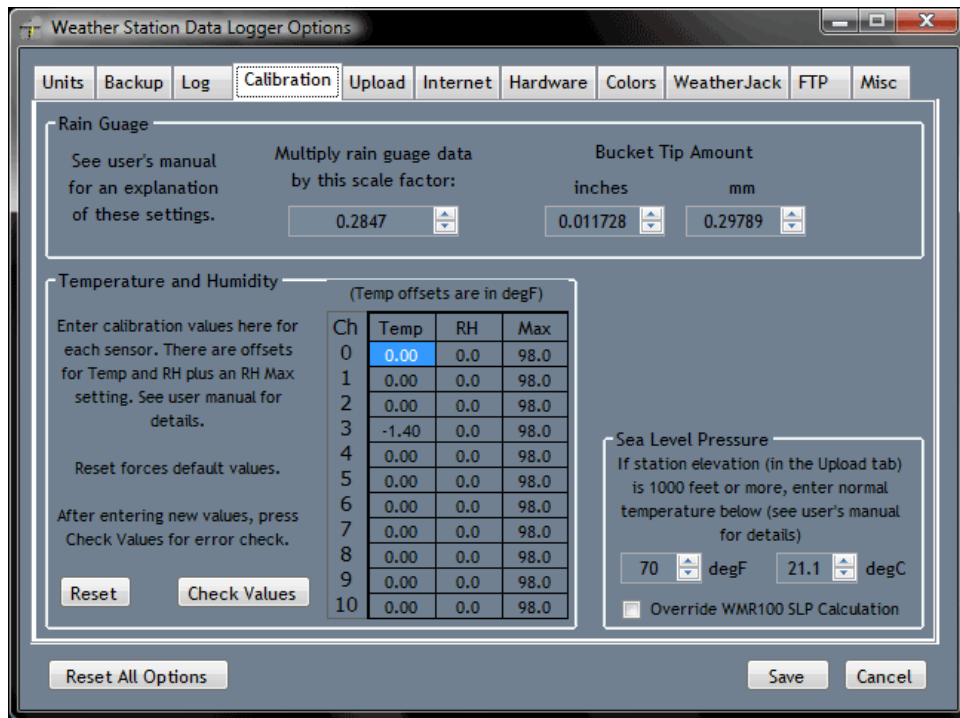 Weather Station Data Logger Options
Units Backup Log Calibration Upload Internet Hardware Colors WeatherJack FTP Misc
Rain Guage
See user's manual
for an explanation
of these settings.
Multiply rain guage data
by this scale factor:
0.2847
Bucket Tip Amount
inches mm
0.011728 0.29789
Temperature and Humidity
(Temp offsets are in degF)
Enter calibration values here for
each sensor. There are offsets
for Temp and RH plus an RH Max
setting. See user manual for
details.
Reset forces default values.
After entering new values, press
Check Values for error check.
Reset Check Values
Ch Temp RH Max
0 0.00 0.0 98.0
1 0.00 0.0 98.0
2 0.00 0.0 98.0
3 -1.40 0.0 98.0
4 0.00 0.0 98.0
5 0.00 0.0 98.0
6 0.00 0.0 98.0
7 0.00 0.0 98.0
8 0.00 0.0 98.0
9 0.00 0.0 98.0
10 0.00 0.0 98.0
Sea Level Pressure
If station elevation (in the Upload tab)
is 1000 feet or more, enter normal
temperature below (see user's manual
for details)
70 degF 21.1 degC
Override WMR100 SLP Calculation
Reset All Options Save Cancel